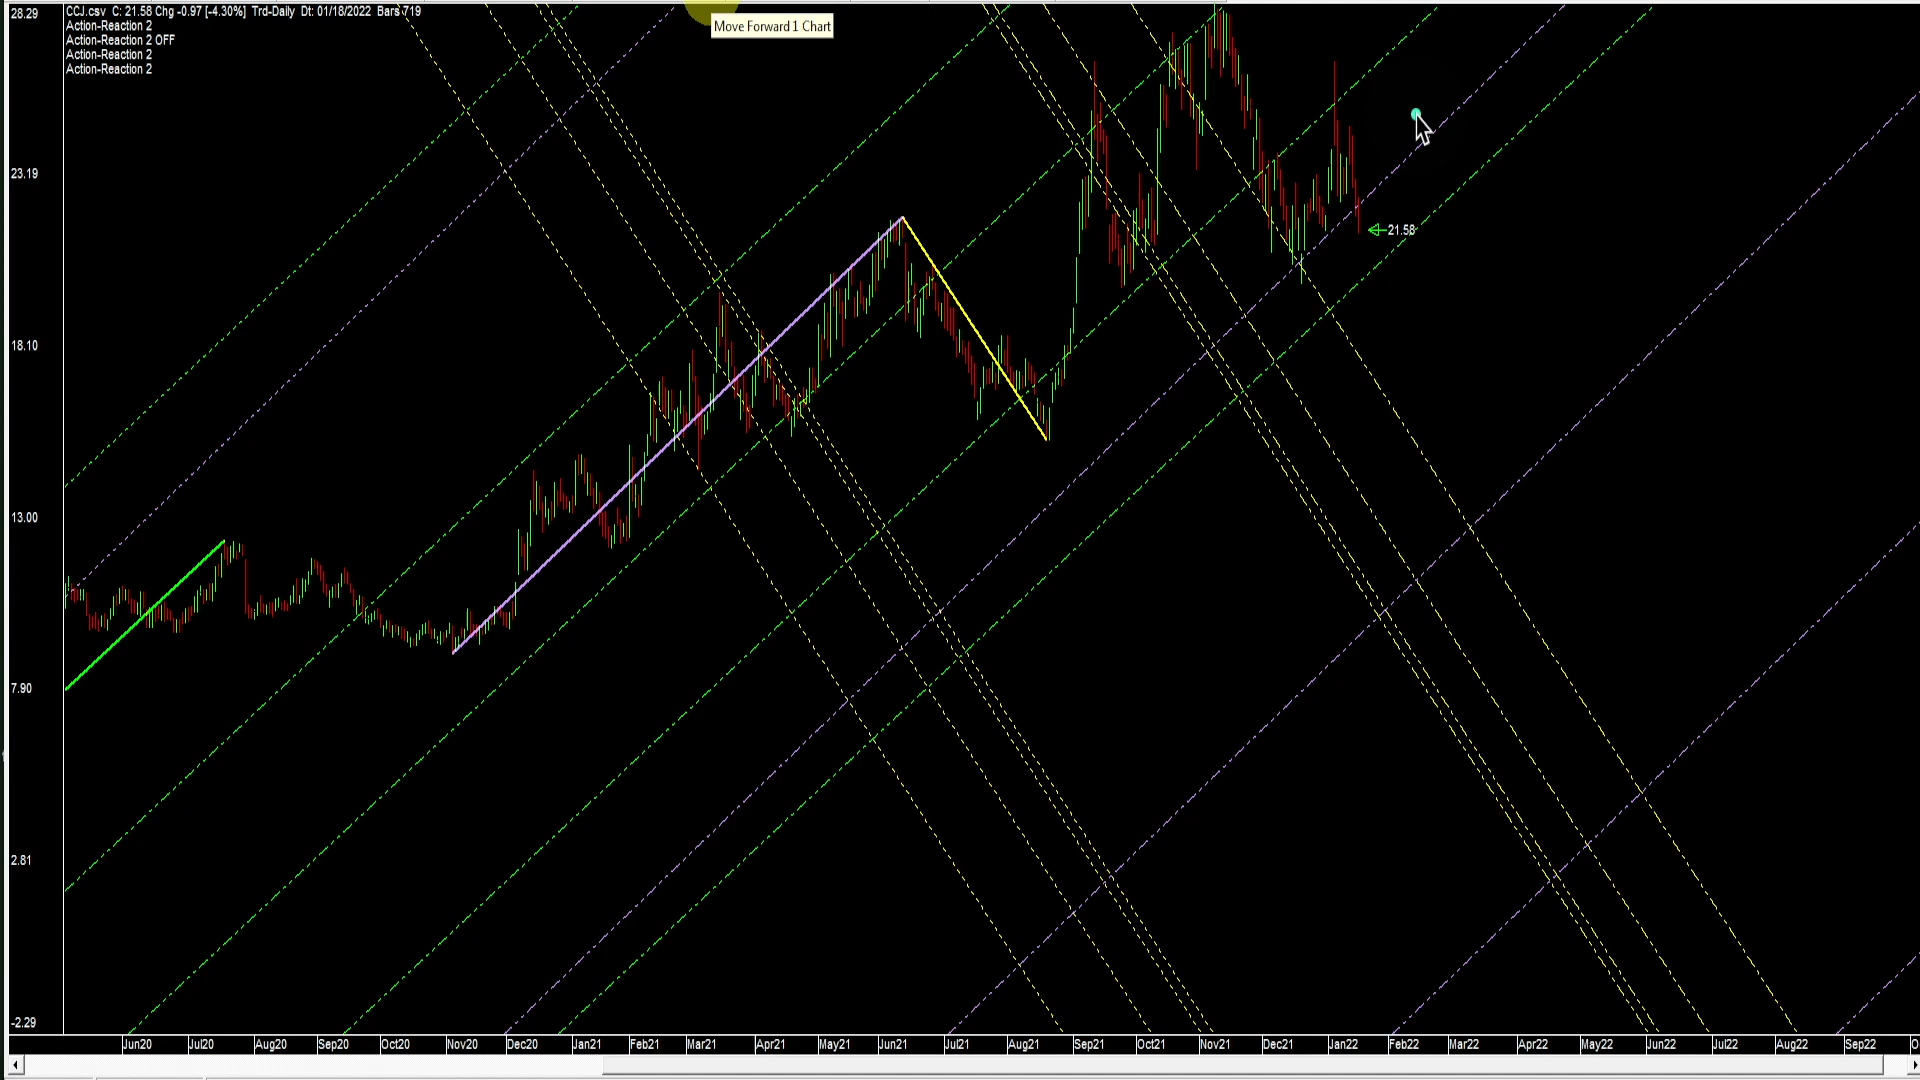 28.29
CCJ.csv C: 21.58 Chg -0.97 [-4.30%] Trd-Daily Dt: 01/18/2022 Bars 719
Action-Reaction 2
Action-Reaction 2 OFF
Action-Reaction 2
Action-Reaction 2
Move Forward 1 Chart
23.19
21.58
18.10
13.00
7.90
2.81
-2.29
Jun20 Jul20 Aug20 Sep20 Oct20 Nov20 Dec20 Jan21 Feb21 Mar21 Apr21 May21 Jun21 Jul21 Aug21 Sep21 Oct21 Nov21 Dec21 Jan22 Feb22 Mar22 Apr22 May22 Jun22 Jul22 Aug22 Sep22